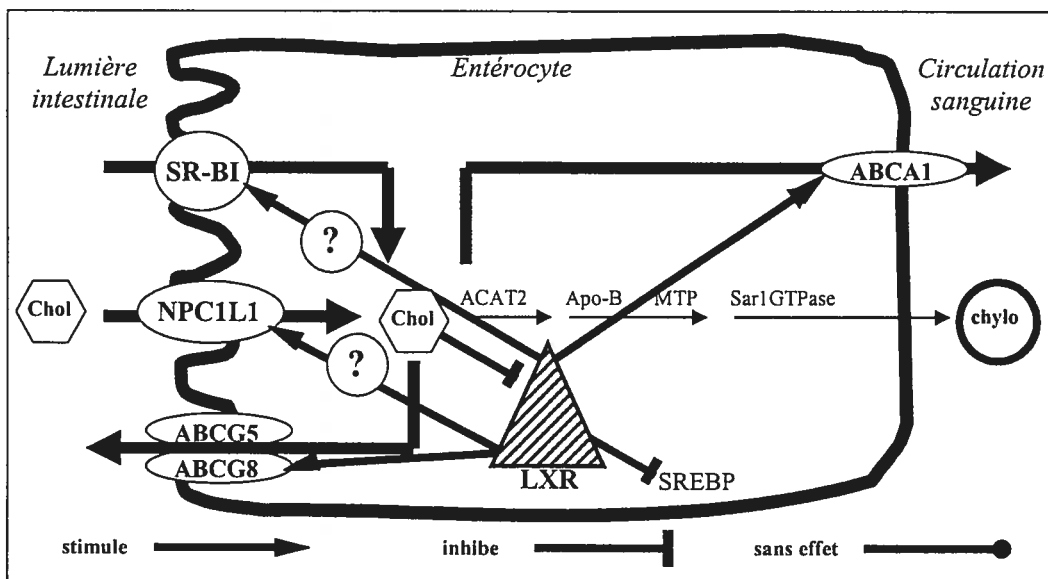 Lumière
intestinale
Entérocyte
Circulation
sanguine
SR-BI
ABCA1
?
ACAT2
Apo-B
MTP
Sar1GTPase
Chol
NPC1L1
Chol
chylo
?
ABCG5
ABCG8
LXR
SREBP
stimule
inhibe
sans effet